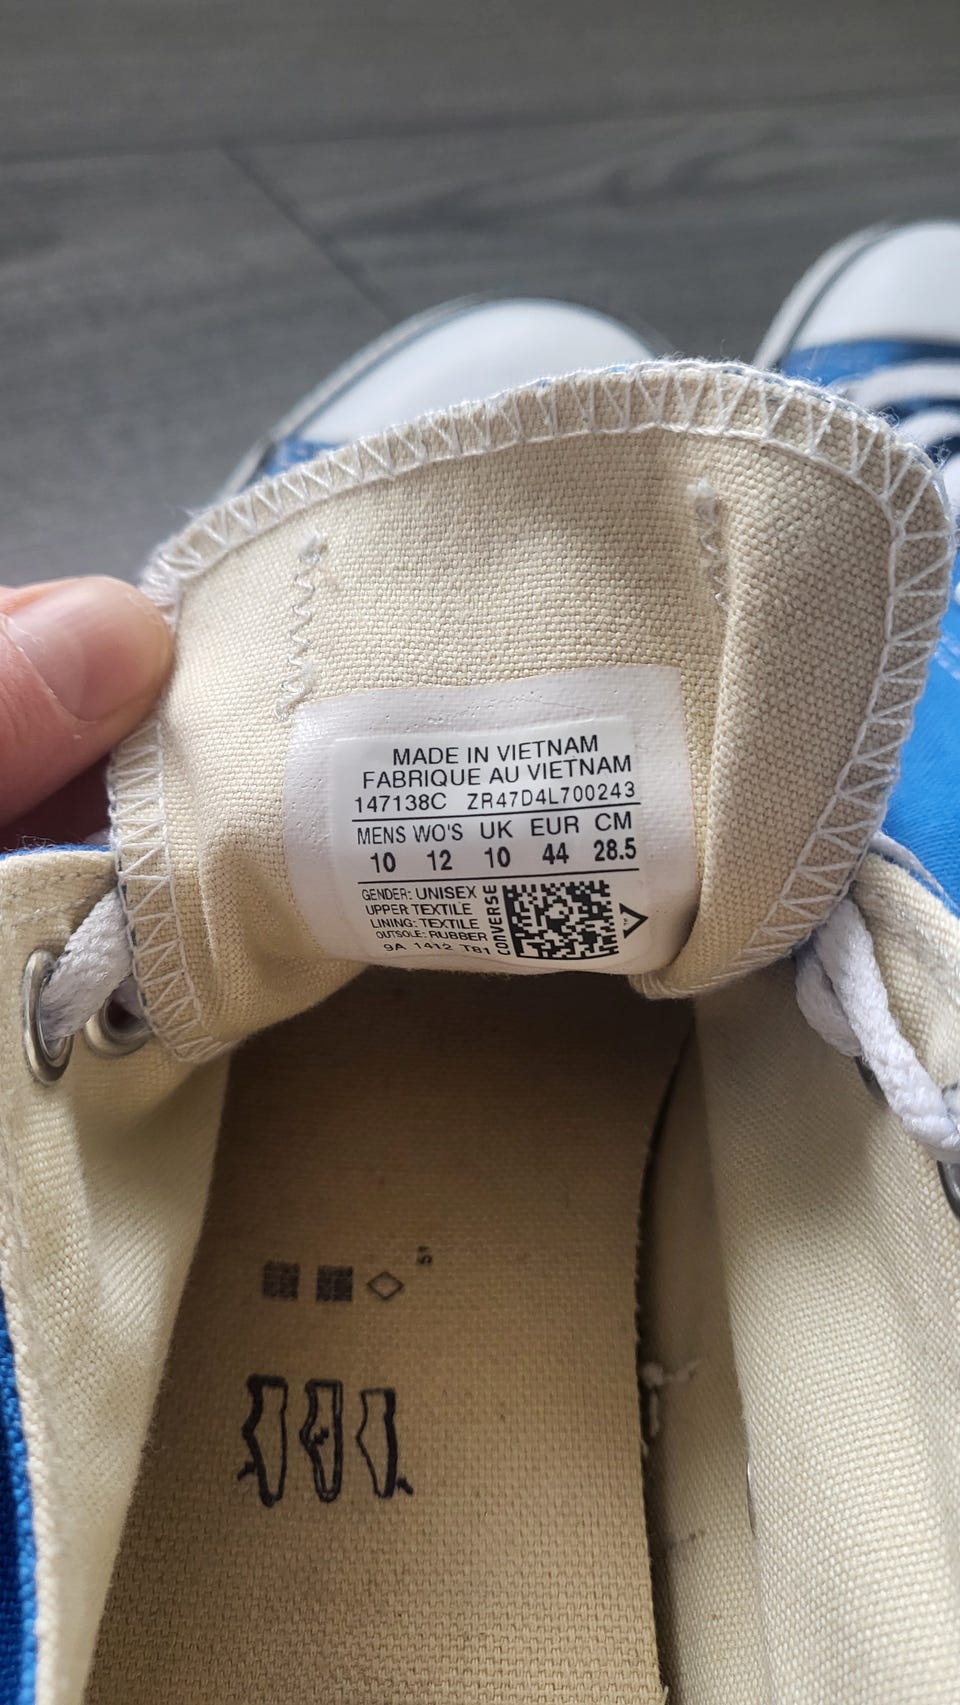 MADE IN VIETNAM
FABRIQUE AU VIETNAM
147138C ZR47D4L700243
MENS WO'S UK EUR CM
10 12 10 44 28.5
GENDER: UNISEX
UPPER TEXTILE
LINING: TEXTILE
OUTSOLE: RUBBER
9A 1412 T81
CONVERSE